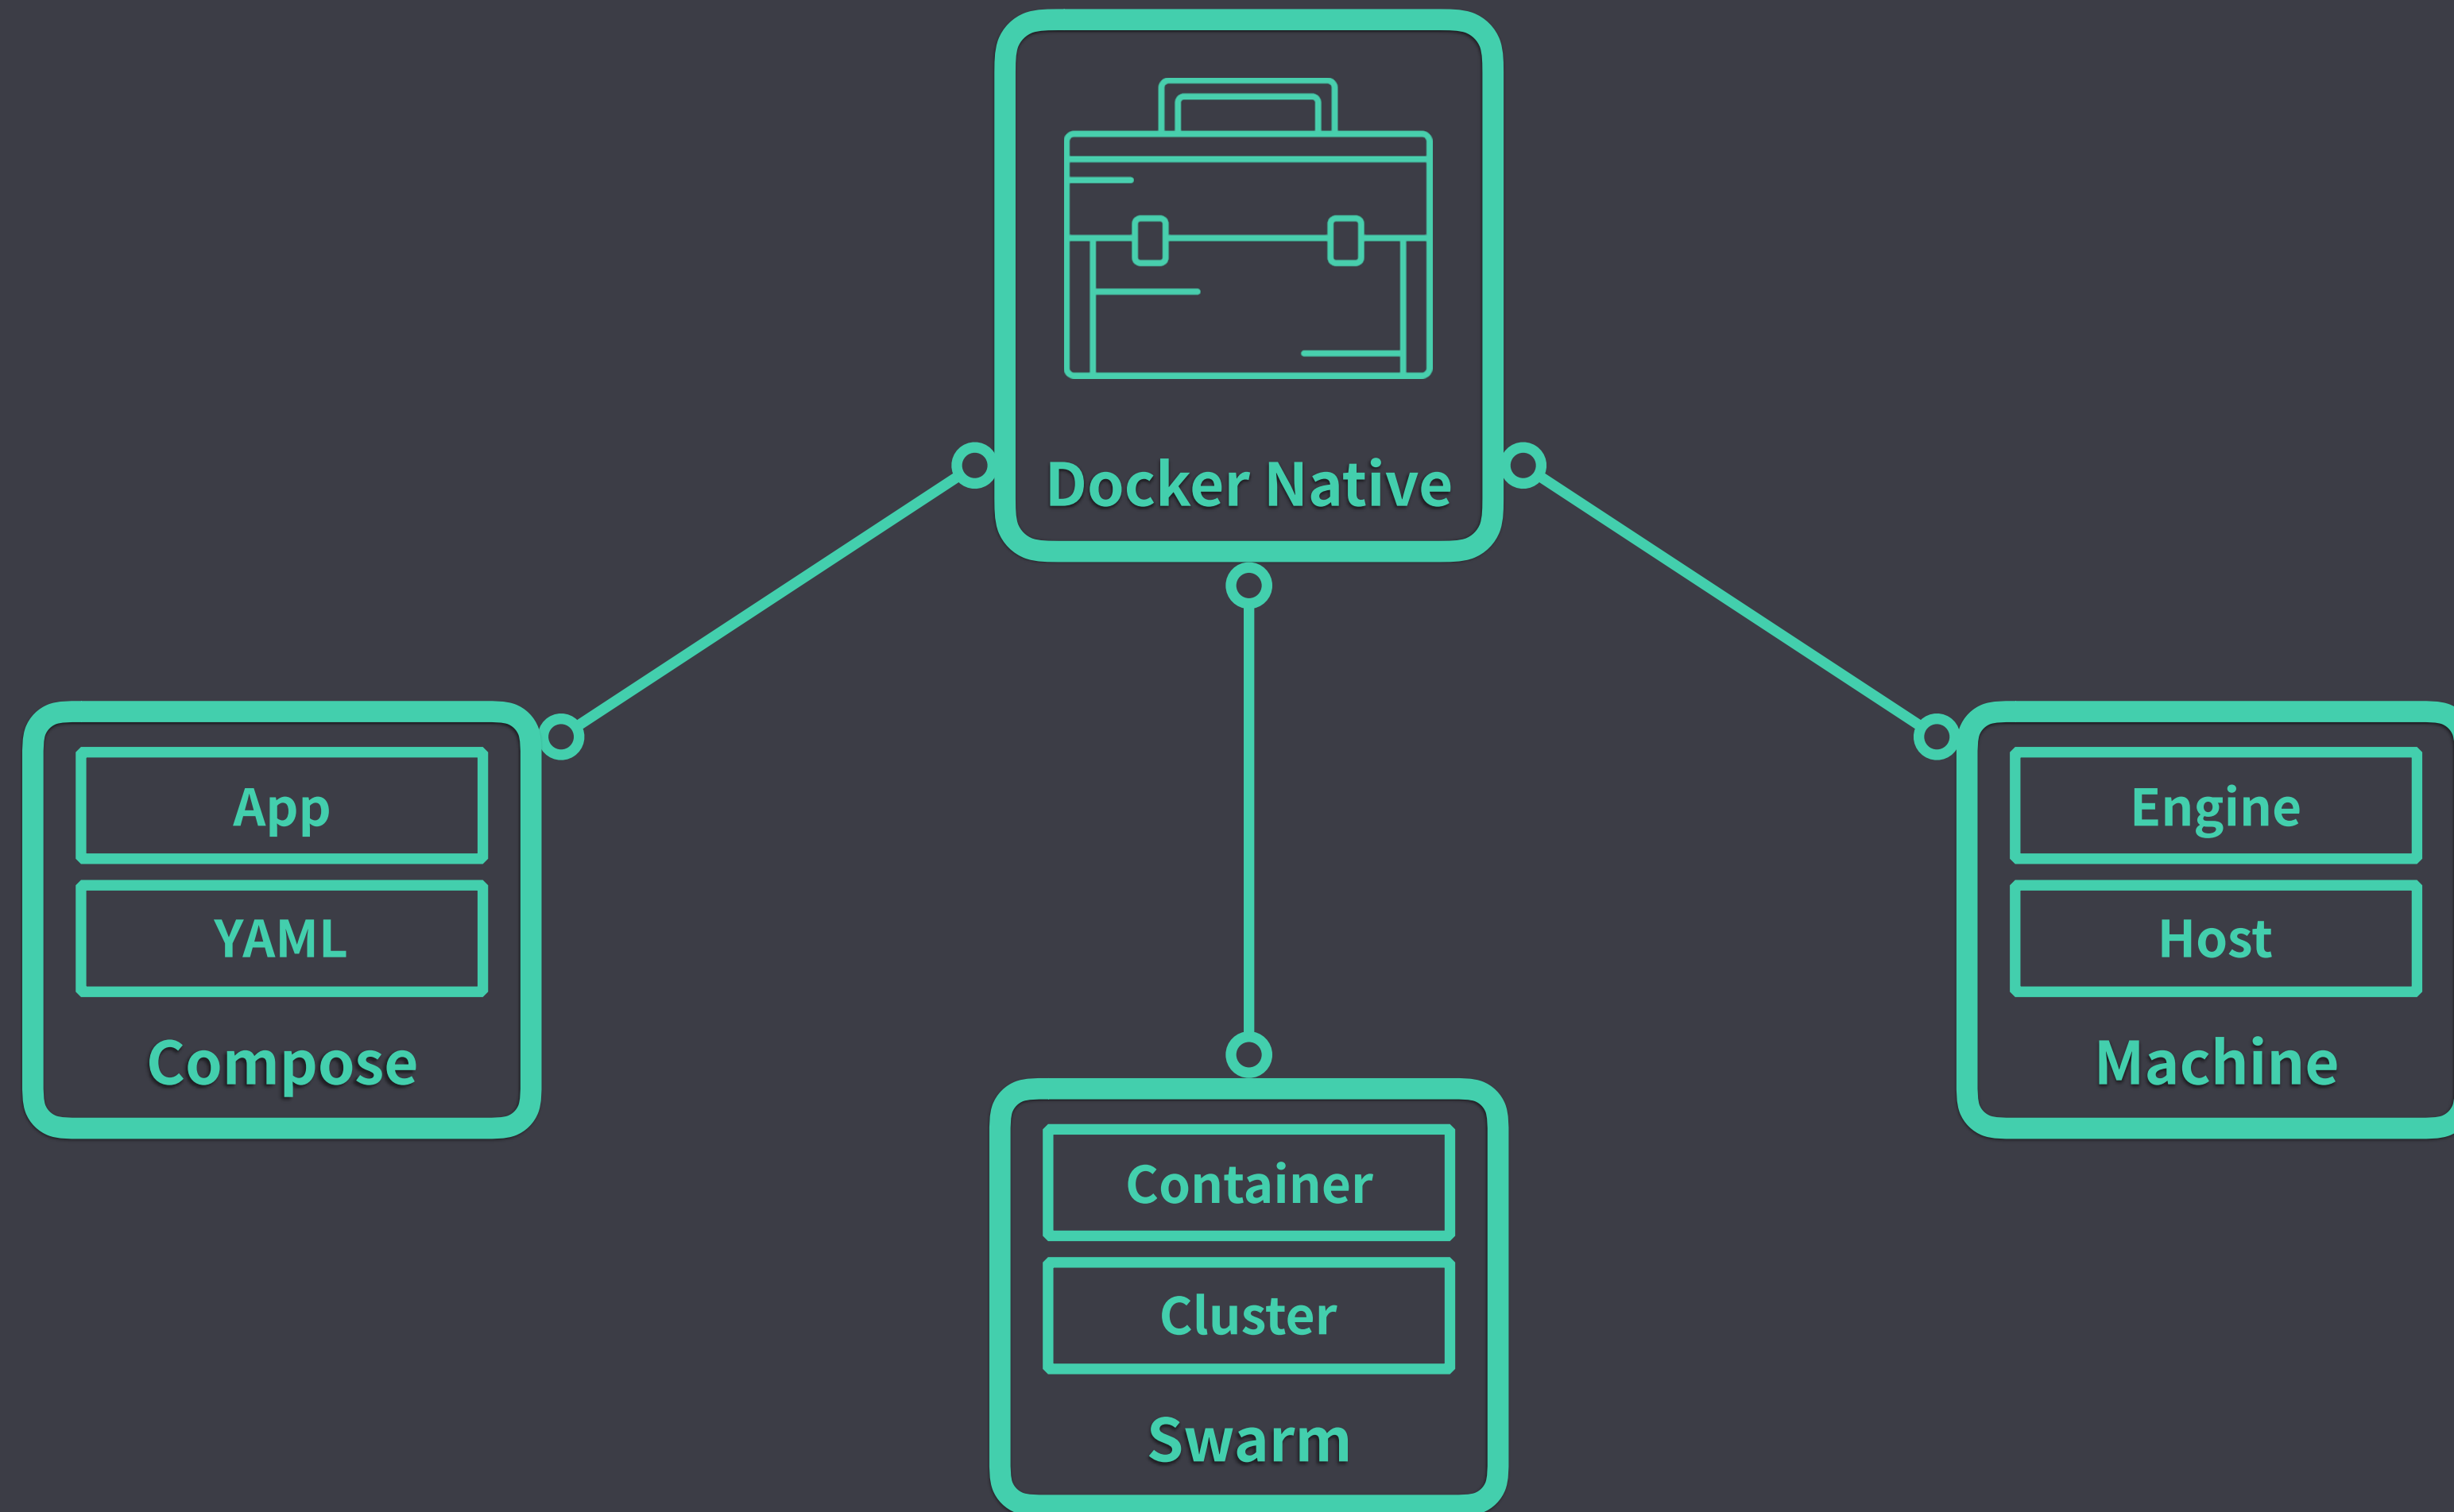 Docker Native
App
YAML
Compose
Engine
Host
Machine
Container
Cluster
Swarm